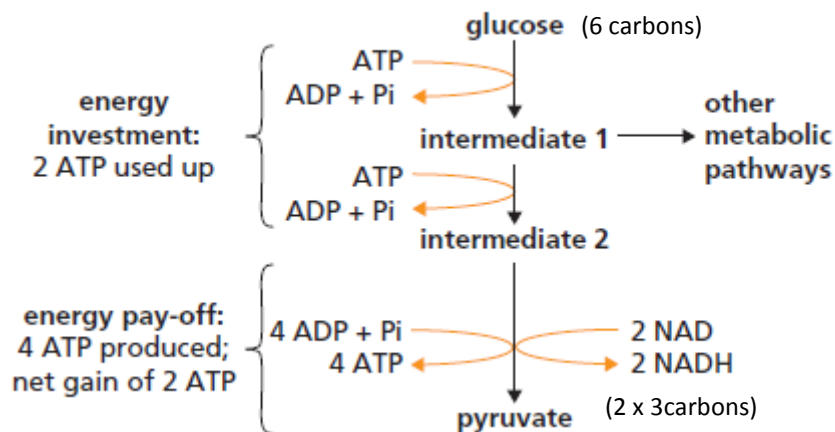 glucose (6 carbons)
ATP
ADP + Pi
energy
investment:
2 ATP used up
intermediate 1
other
metabolic
pathways
ATP
ADP + Pi
intermediate 2
energy pay-off:
4 ATP produced;
net gain of 2 ATP
4 ADP + Pi
4 ATP
2 NAD
2 NADH
pyruvate (2 x 3carbons)